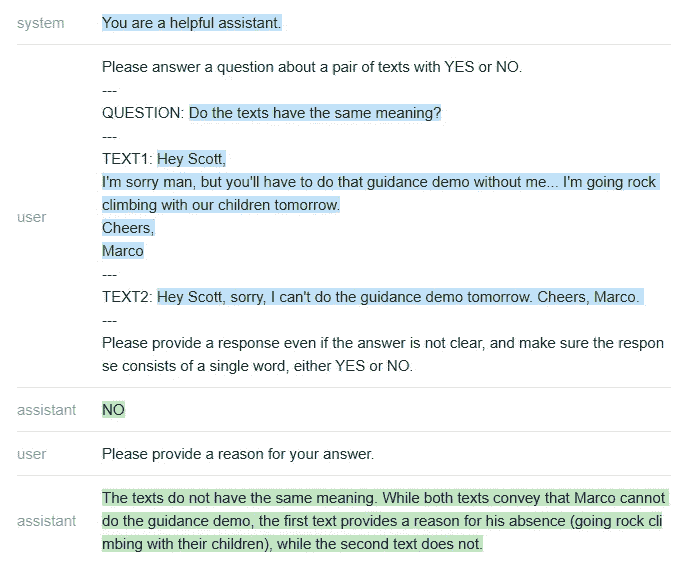 system You are a helpful assistant.
Please answer a question about a pair of texts with YES or NO.
---
QUESTION: Do the texts have the same meaning?
---
TEXT1: Hey Scott,
I'm sorry man, but you'll have to do that guidance demo without me... I'm going rock
climbing with our children tomorrow.
user
Cheers,
Marco
---
TEXT2: Hey Scott, sorry, I can't do the guidance demo tomorrow. Cheers, Marco.
---
Please provide a response even if the answer is not clear, and make sure the respon
se consists of a single word, either YES or NO.
assistant NO
user Please provide a reason for your answer.
The texts do not have the same meaning. While both texts convey that Marco cannot
assistant do the guidance demo, the first text provides a reason for his absence (going rock cli
mbing with their children), while the second text does not.